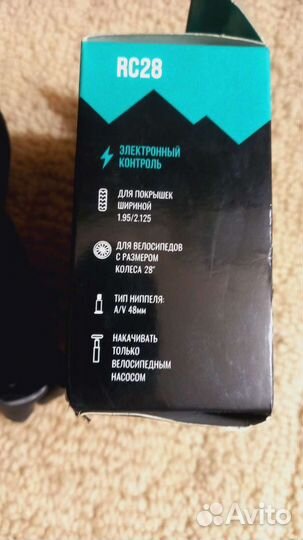 RC28
ЭЛЕКТРОННЫЙ
КОНТРОЛЬ
ДЛЯ ПОКРЫШЕК
ШИРИНОЙ
1.95/2.125
ДЛЯ ВЕЛОСИПЕДОВ
С РАЗМЕРОМ
КОЛЕСА 28"
ТИП НИППЕЛЯ:
A/V 48мм
НАКАЧИВАТЬ
ТОЛЬКО
ВЕЛОСИПЕДНЫМ
НАСОСОМ
Avito